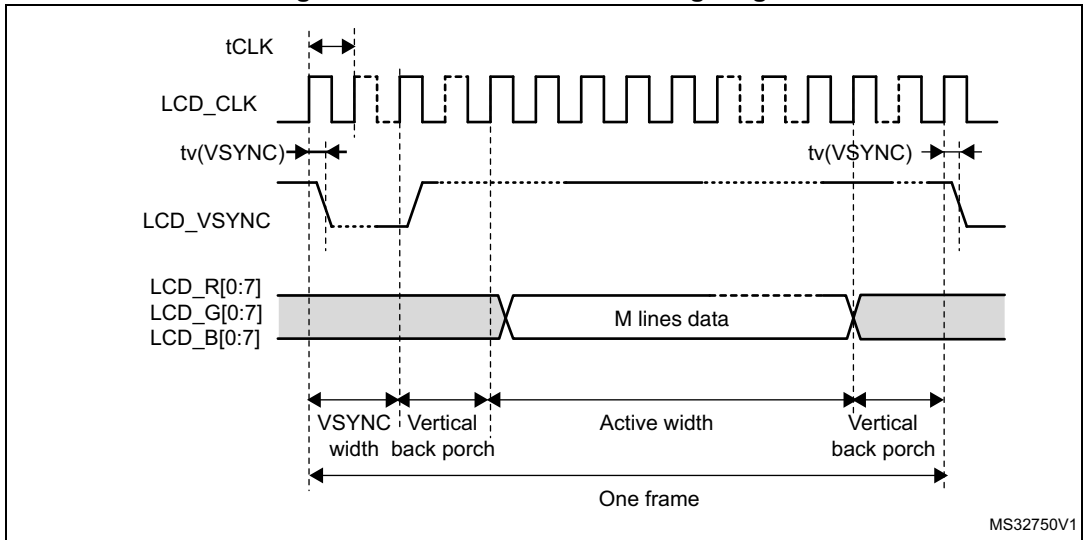 tCLK
LCD_CLK
tv(VSYNC)
tv(VSYNC)
LCD_VSYNC
LCD_R[0:7]
LCD_G[0:7]
LCD_B[0:7]
M lines data
VSYNC width
Vertical back porch
Active width
Vertical back porch
One frame
MS32750V1